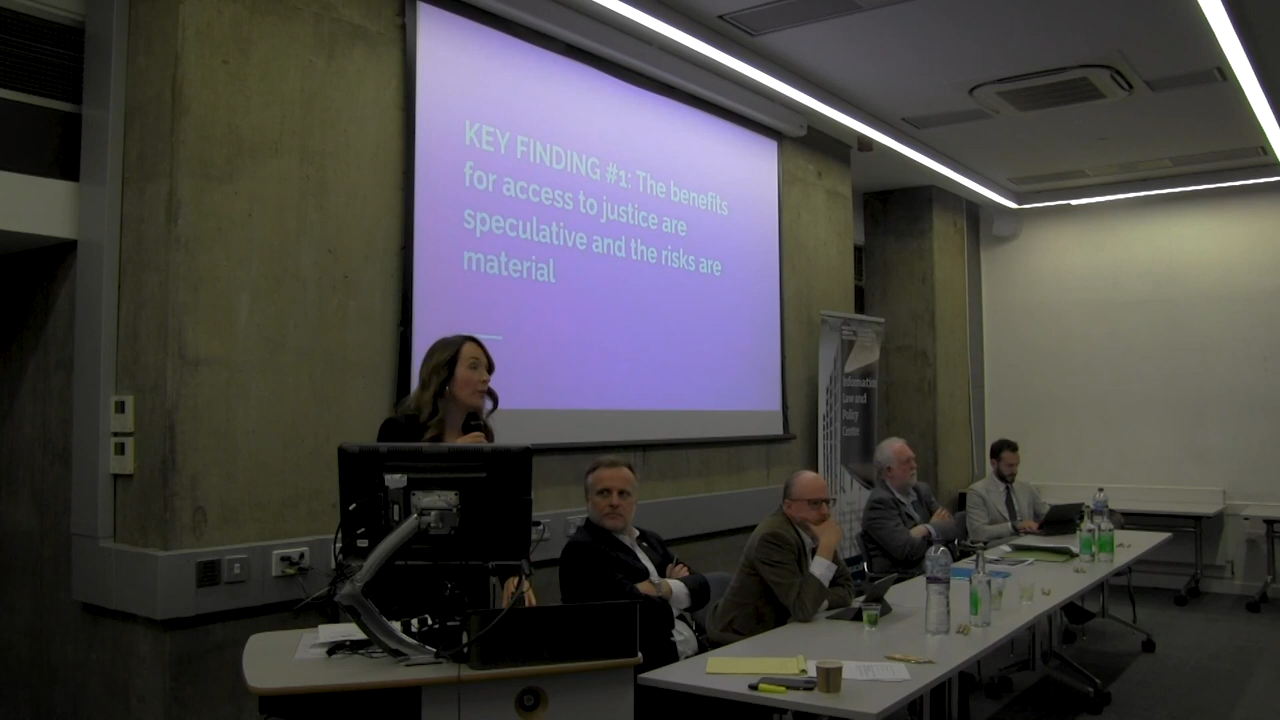 KEY FINDING #1: The benefits
for access to justice are
speculative and the risks are
material
Information
Law and
Policy
Centre